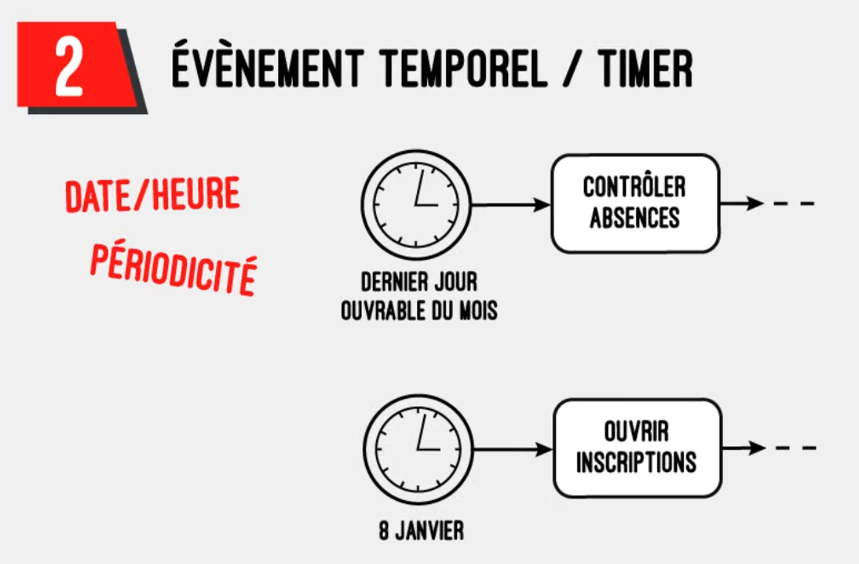 2
ÉVÈNEMENT TEMPOREL / TIMER
DATE/HEURE
PÉRIODICITÉ
CONTRÔLER
ABSENCES
DERNIER JOUR
OUVRABLE DU MOIS
OUVRIR
INSCRIPTIONS
8 JANVIER